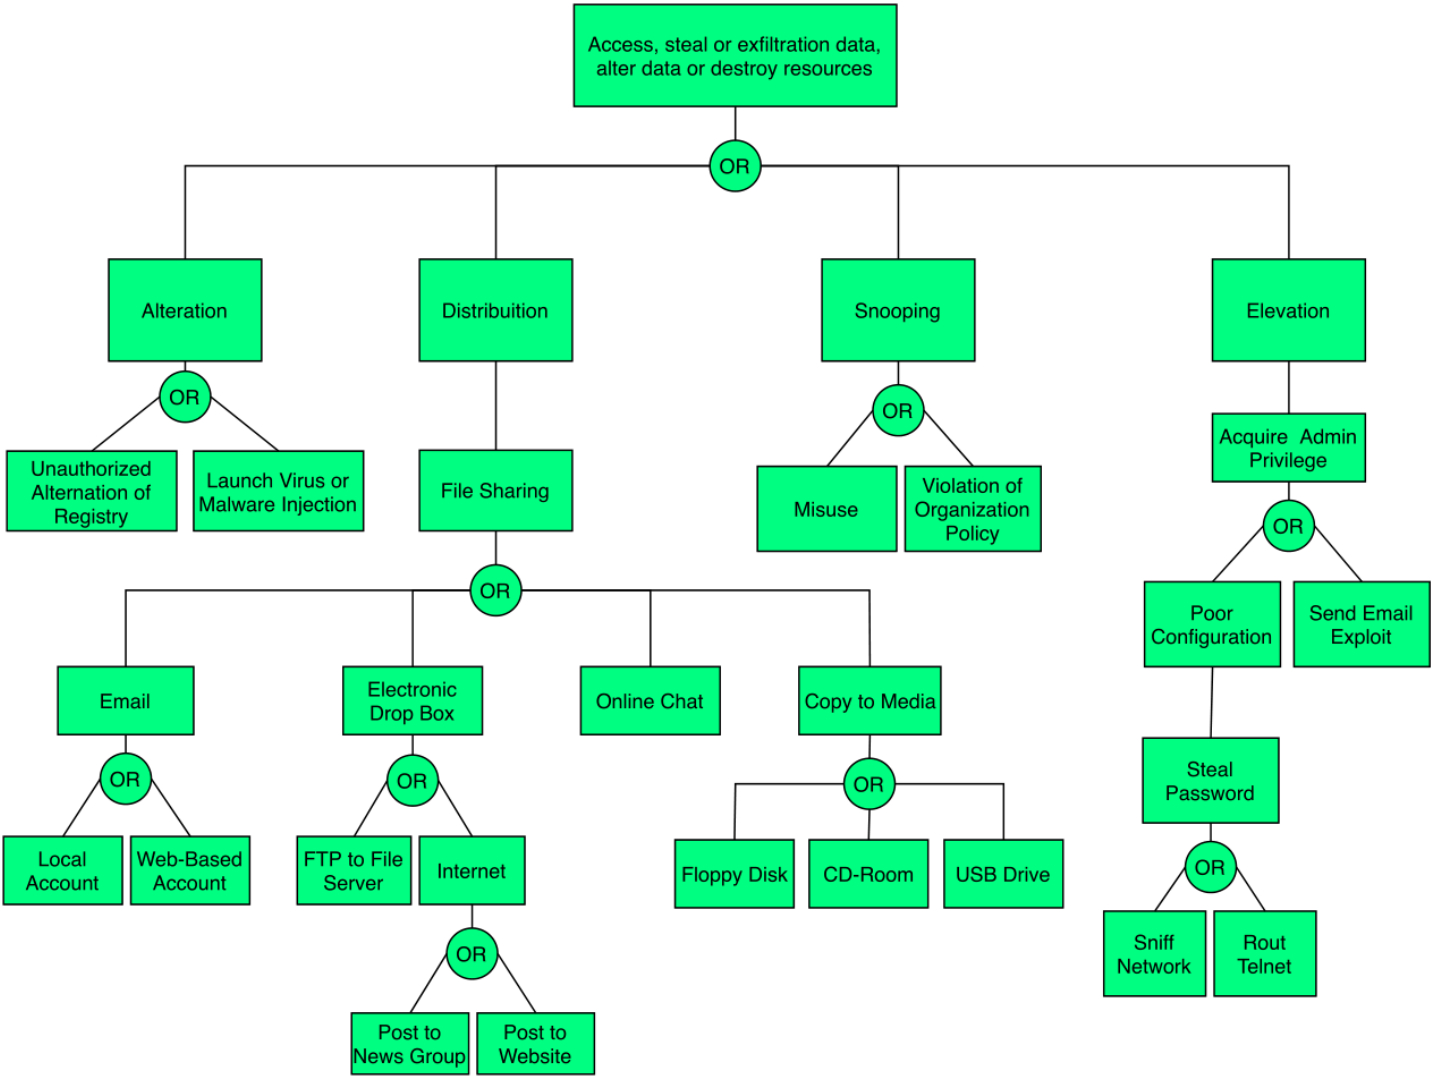 Access, steal or exfiltration data,
alter data or destroy resources
OR
Alteration
Distribuition
Snooping
Elevation
OR
Unauthorized
Alternation of
Registry
Launch Virus or
Malware Injection
File Sharing
OR
Misuse
Violation of
Organization
Policy
Acquire Admin
Privilege
OR
Poor
Configuration
Send Email
Exploit
OR
Email
Electronic
Drop Box
Online Chat
Copy to Media
Steal
Password
OR
OR
OR
OR
Local
Account
Web-Based
Account
FTP to File
Server
Internet
Floppy Disk
CD-Room
USB Drive
Sniff
Network
Rout
Telnet
OR
Post to
News Group
Post to
Website